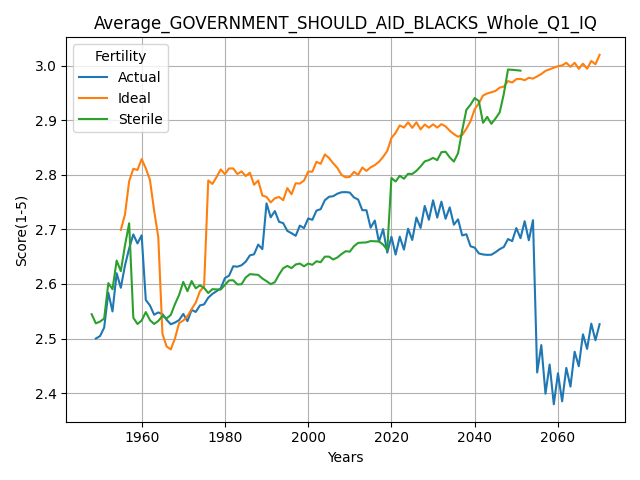 Average_GOVERNMENT_SHOULD_AID_BLACKS_Whole_Q1_IQ
Fertility
Actual
Ideal
Sterile
Score(1-5)
3.0
2.9
2.8
2.7
2.6
2.5
2.4
1960 1980 2000 2020 2040 2060
Years